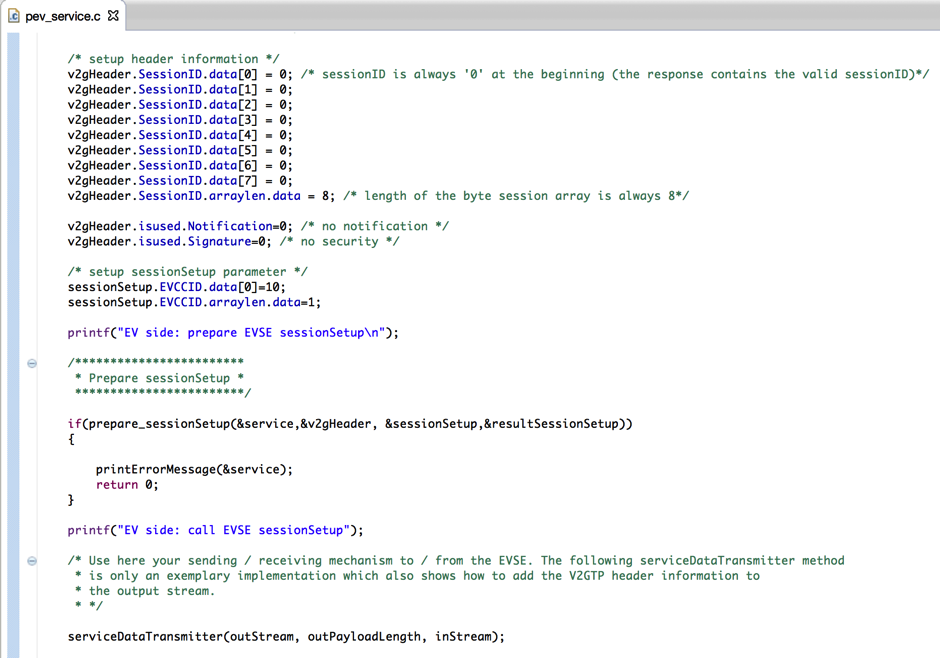 pev_service.c
/* setup header information */
v2gHeader.SessionID.data[0] = 0; /* sessionID is always '0' at the beginning (the response contains the valid sessionID)*/
v2gHeader.SessionID.data[1] = 0;
v2gHeader.SessionID.data[2] = 0;
v2gHeader.SessionID.data[3] = 0;
v2gHeader.SessionID.data[4] = 0;
v2gHeader.SessionID.data[5] = 0;
v2gHeader.SessionID.data[6] = 0;
v2gHeader.SessionID.data[7] = 0;
v2gHeader.SessionID.arraylen.data = 8; /* length of the byte session array is always 8*/
v2gHeader.isused.Notification=0; /* no notification */
v2gHeader.isused.Signature=0; /* no security */
/* setup sessionSetup parameter */
sessionSetup.EVCCID.data[0]=10;
sessionSetup.EVCCID.arraylen.data=1;
printf("EV side: prepare EVSE sessionSetup\n");
/************************
* Prepare sessionSetup *
************************/
if(prepare_sessionSetup(&service,&v2gHeader, &sessionSetup,&resultSessionSetup))
{
printErrorMessage(&service);
return 0;
}
printf("EV side: call EVSE sessionSetup");
/* Use here your sending / receiving mechanism to / from the EVSE. The following serviceDataTransmitter method
* is only an exemplary implementation which also shows how to add the V2GTP header information to
* the output stream.
* */
serviceDataTransmitter(outStream, outPayloadLength, inStream);